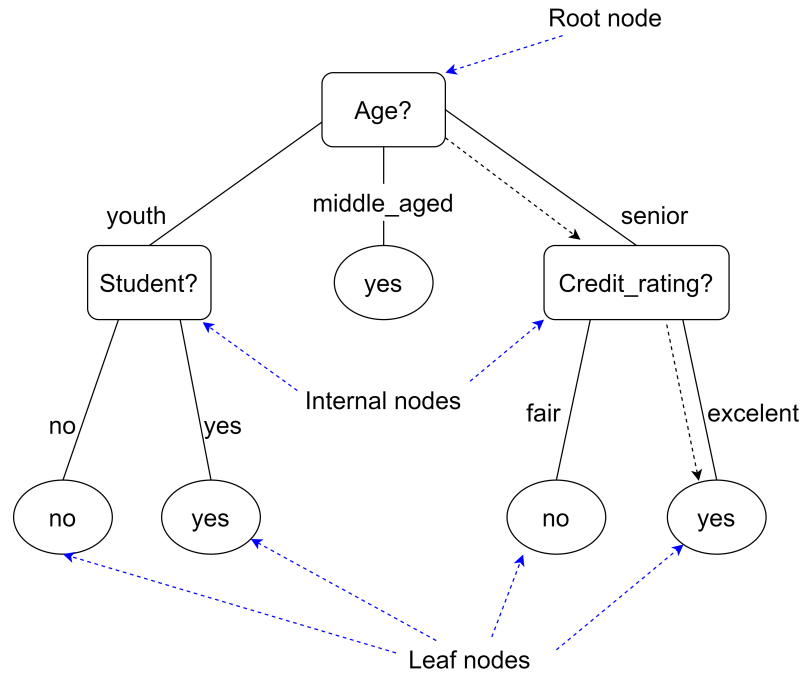 Root node
Age?
youth
middle_aged
senior
Student?
yes
Credit_rating?
Internal nodes
no
yes
fair
excelent
no
yes
no
yes
Leaf nodes